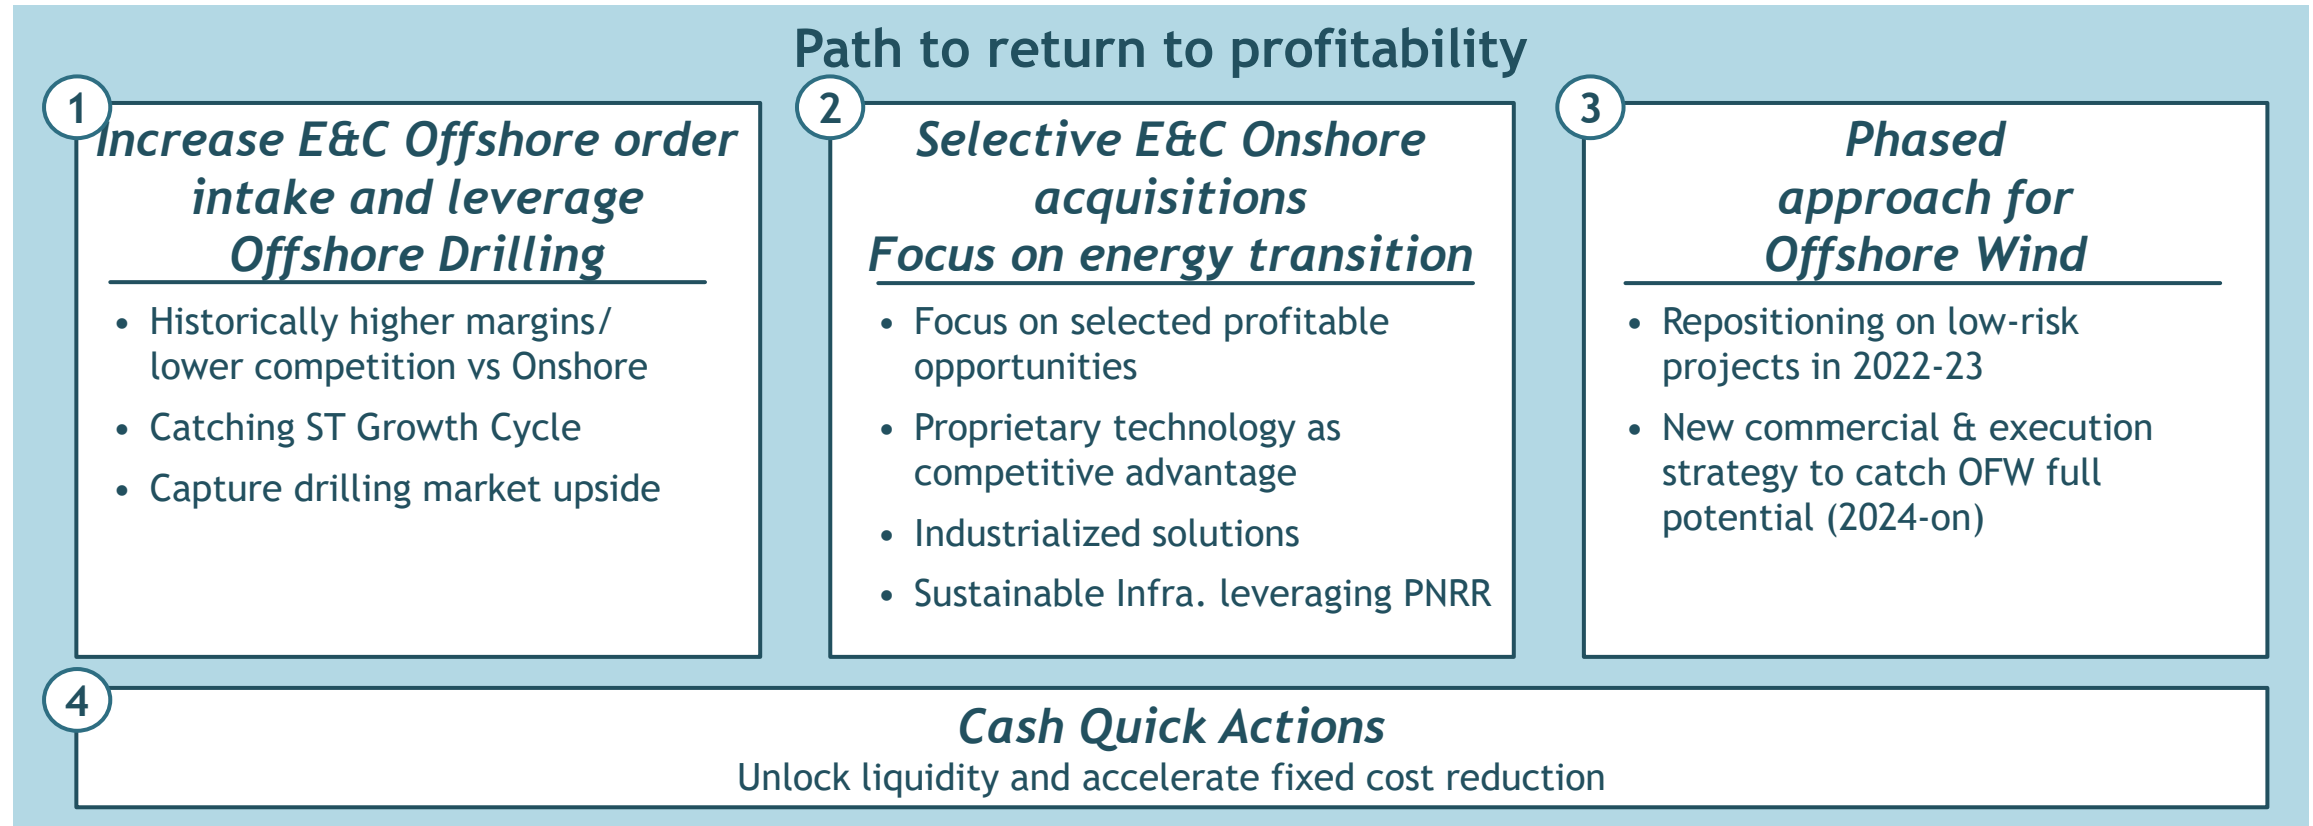 Path to return to profitability
1
Increase E&C Offshore order
intake and leverage
Offshore Drilling
• Historically higher margins/
lower competition vs Onshore
• Catching ST Growth Cycle
• Capture drilling market upside
2
Selective E&C Onshore
acquisitions
Focus on energy transition
• Focus on selected profitable
opportunities
• Proprietary technology as
competitive advantage
• Industrialized solutions
• Sustainable Infra. leveraging PNRR
3
Phased
approach for
Offshore Wind
• Repositioning on low-risk
projects in 2022-23
• New commercial & execution
strategy to catch OFW full
potential (2024-on)
4
Cash Quick Actions
Unlock liquidity and accelerate fixed cost reduction